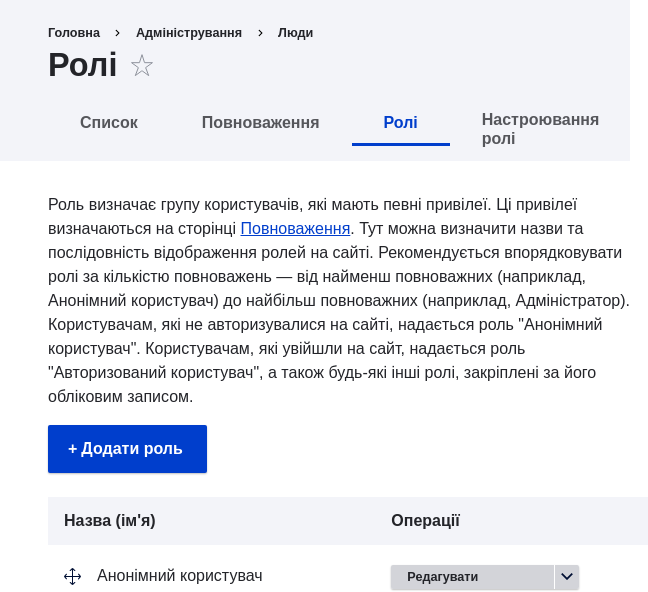 Головна › Адміністрування › Люди
Ролі ☆
Список Повноваження Ролі Настроювання ролі
Роль визначає групу користувачів, які мають певні привілеї. Ці привілеї
визначаються на сторінці Повноваження. Тут можна визначити назви та
послідовність відображення ролей на сайті. Рекомендується впорядковувати
ролі за кількістю повноважень — від найменш повноважних (наприклад,
Анонімний користувач) до найбільш повноважних (наприклад, Адміністратор).
Користувачам, які не авторизувалися на сайті, надається роль "Анонімний
користувач". Користувачам, які увійшли на сайт, надається роль
"Авторизований користувач", а також будь-які інші ролі, закріплені за його
обліковим записом.
+ Додати роль
Назва (ім'я) Операції
Анонімний користувач Редагувати